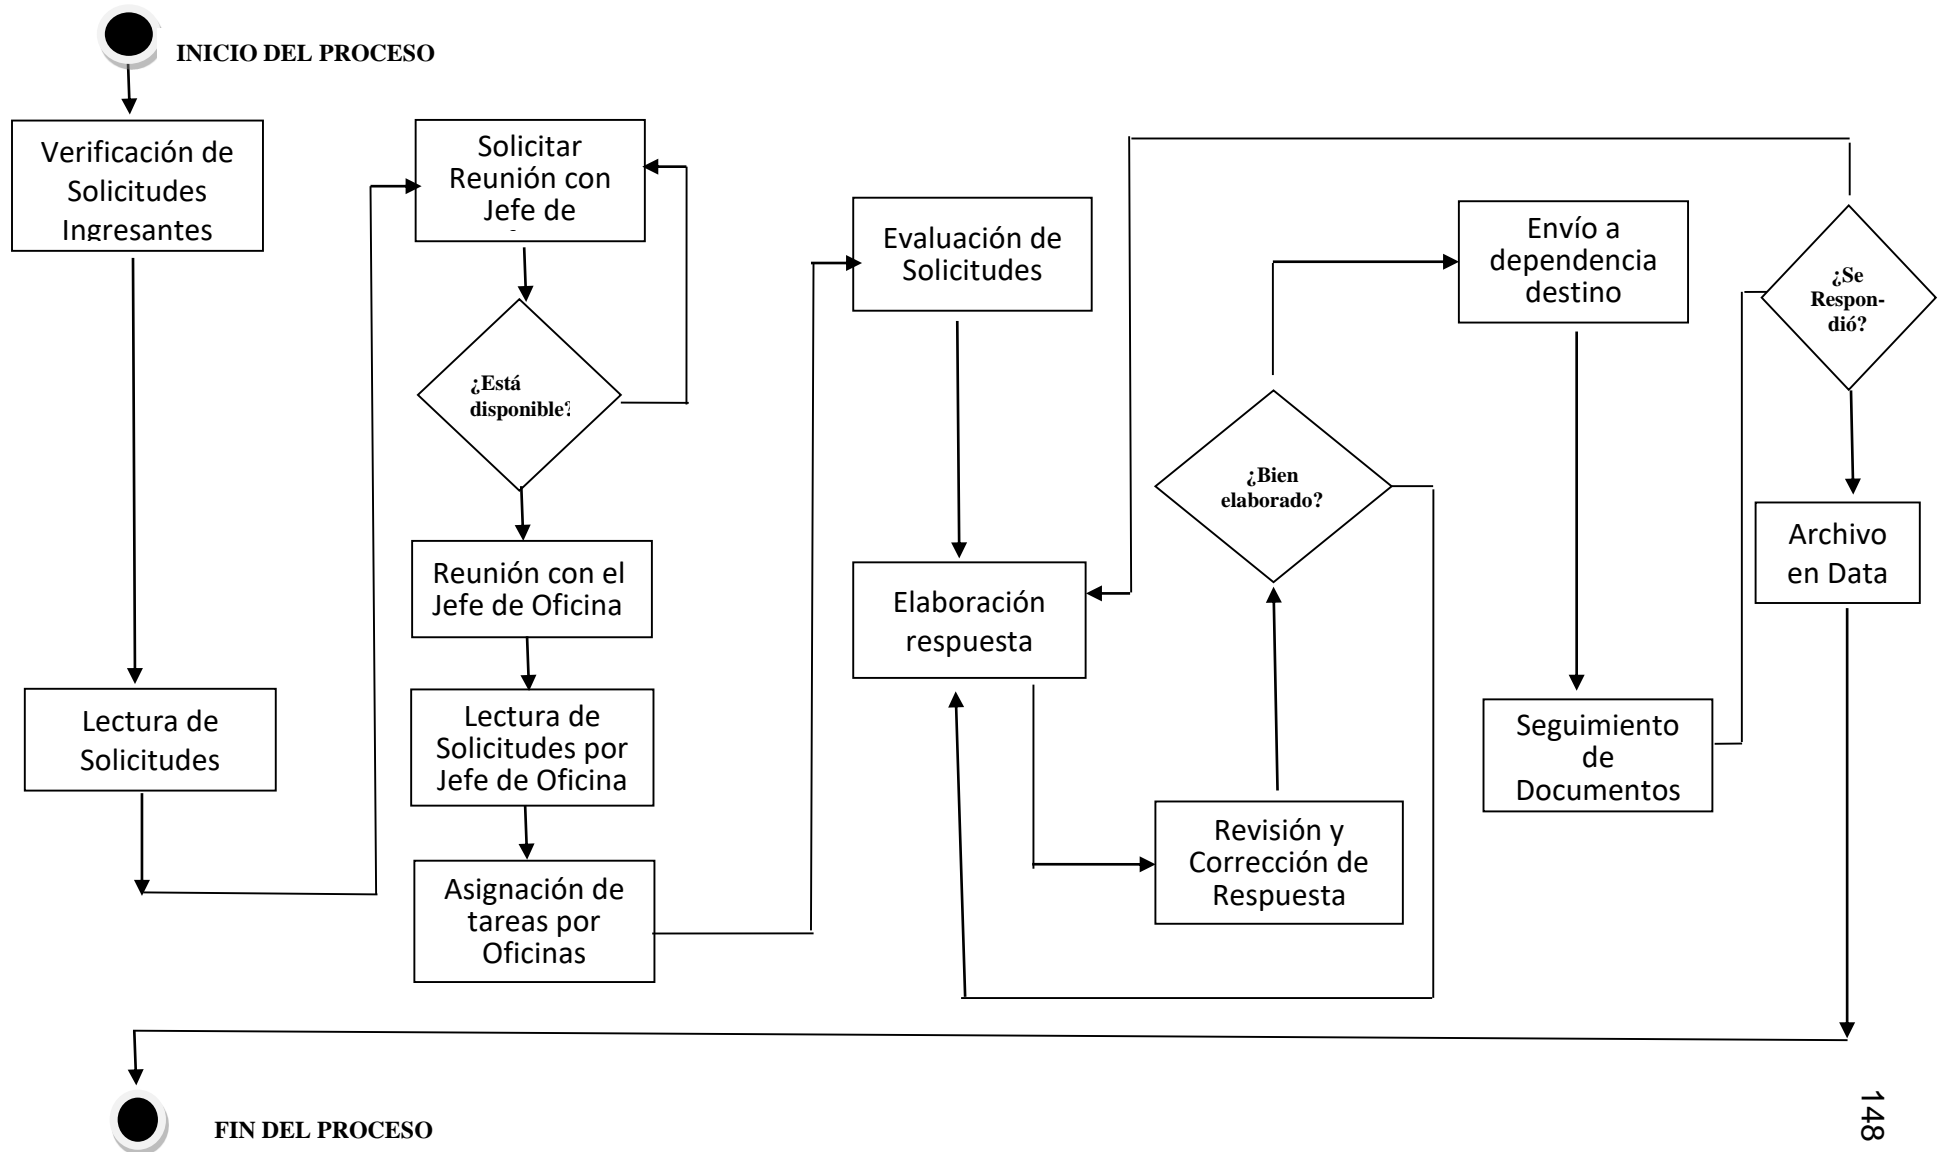 INICIO DEL PROCESO
Verificación de
Solicitudes
Ingresantes
Lectura de
Solicitudes
Solicitar
Reunión con
Jefe de
¿Está
disponible?
Reunión con el
Jefe de Oficina
Lectura de
Solicitudes por
Jefe de Oficina
Asignación de
tareas por
Oficinas
Evaluación de
Solicitudes
Elaboración
respuesta
Revisión y
Corrección de
Respuesta
¿Bien
elaborado?
Envío a
dependencia
destino
Seguimiento
de
Documentos
¿Se
Respon-
dió?
Archivo
en Data
FIN DEL PROCESO
148